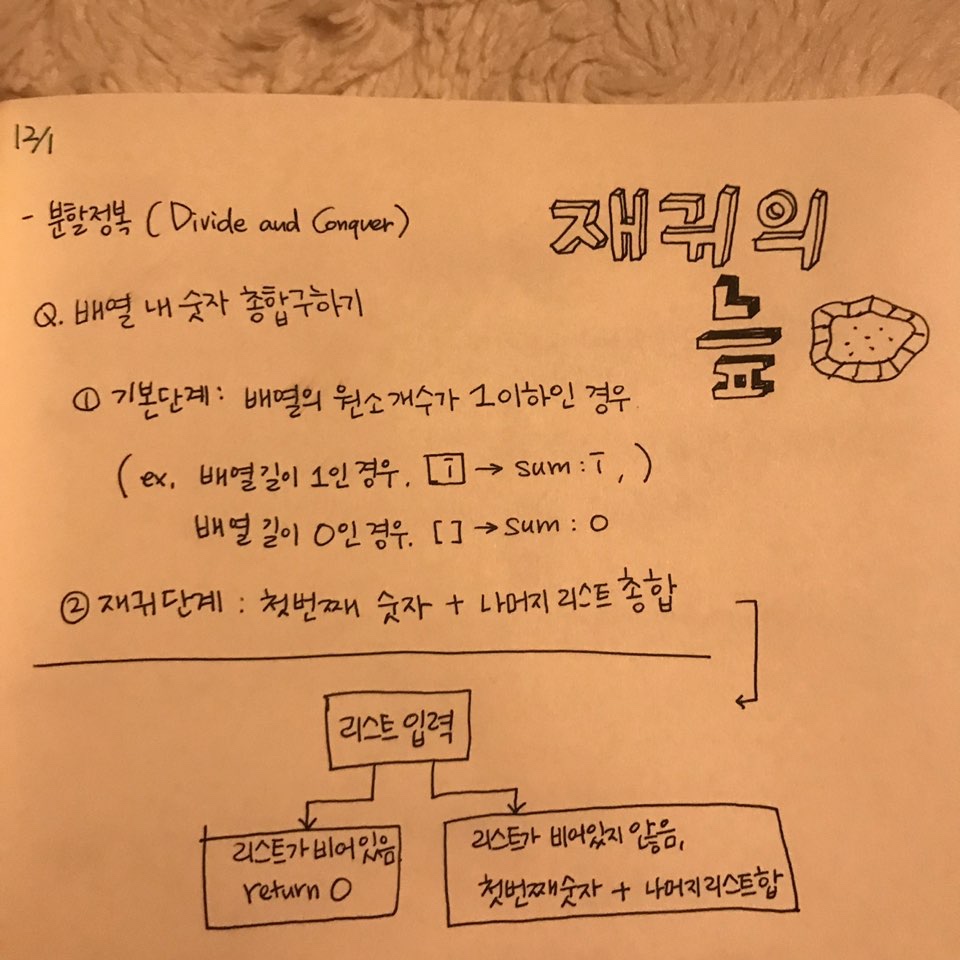 12/1
- 분할정복 (Divide and Conquer)
재귀의
늪
Q. 배열 내 숫자 총합구하기
① 기본단계: 배열의 원소개수가 1이하인 경우
(ex. 배열길이 1인 경우. 7 → sum : 7, )
배열 길이 0인 경우. [ ] → sum : 0
② 재귀단계 : 첫번째 숫자 + 나머지 리스트 총합
리스트 입력
리스트가 비어있음
return 0
리스트가 비어있지 않음,
첫번째숫자 + 나머지리스트합